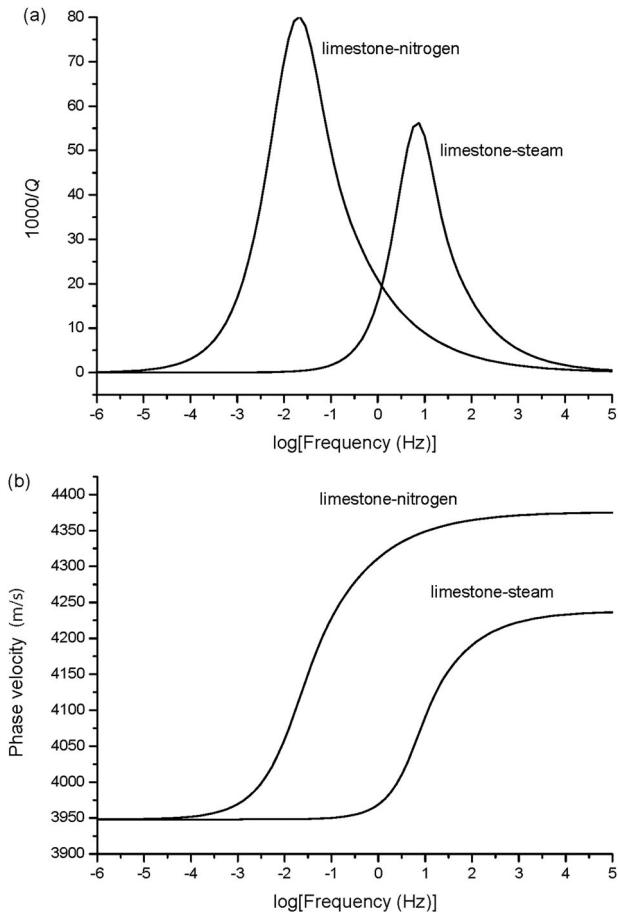 (a)
80
70
60
50
40
30
20
10
0
1000/Q
limestone-nitrogen
limestone-steam
-6 -5 -4 -3 -2 -1 0 1 2 3 4 5
log[Frequency (Hz)]
(b)
4400
4350
4300
4250
4200
4150
4100
4050
4000
3950
3900
Phase velocity (m/s)
limestone-nitrogen
limestone-steam
-6 -5 -4 -3 -2 -1 0 1 2 3 4 5
log[Frequency (Hz)]